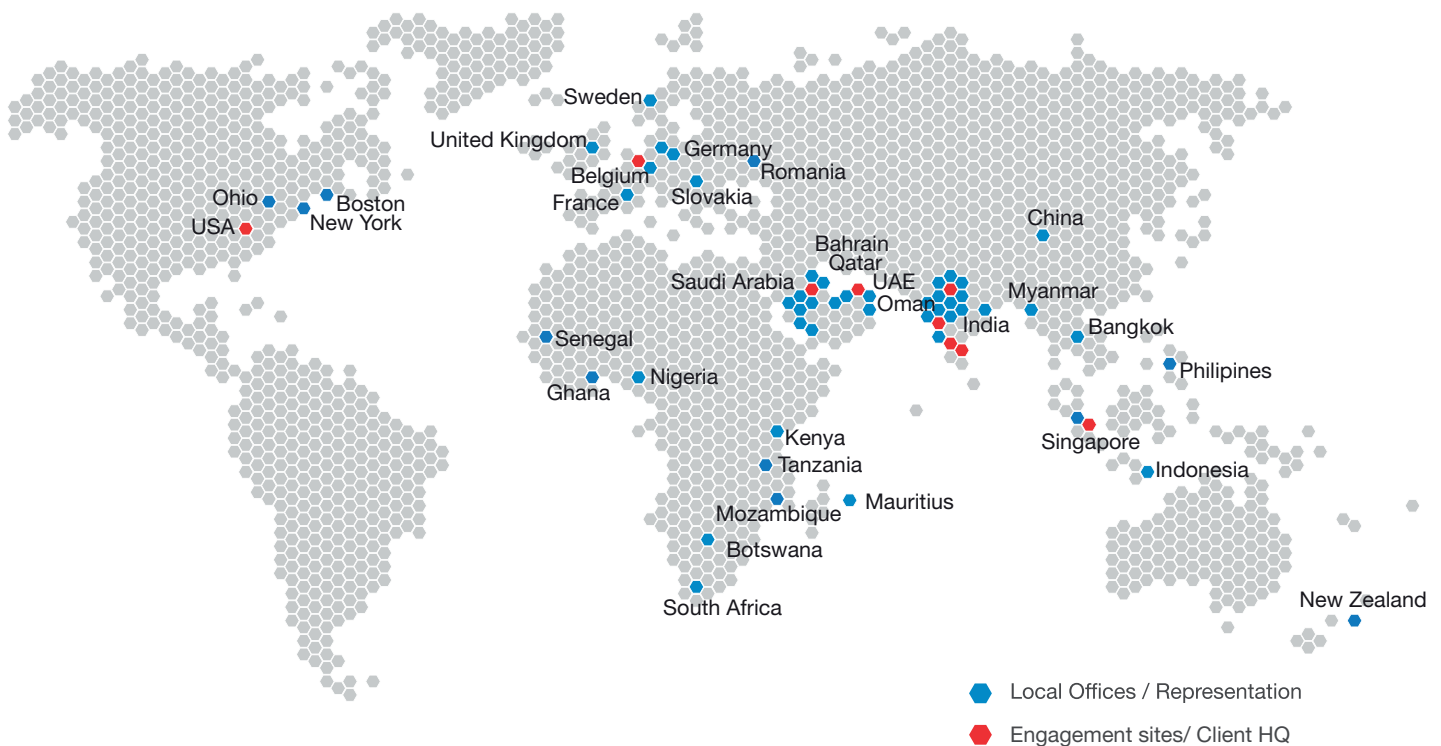 Sweden
United Kingdom
Germany
Belgium
Romania
France
Slovakia
Ohio
Boston
New York
USA
China
Bahrain
Qatar
Saudi Arabia
UAE
Oman
Myanmar
India
Bangkok
Senegal
Philipines
Ghana
Nigeria
Kenya
Singapore
Tanzania
Indonesia
Mozambique
Mauritius
Botswana
South Africa
New Zealand
Local Offices / Representation
Engagement sites/ Client HQ